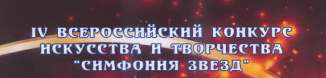 IV ВСЕРОССИЙСКИЙ КОНКУРС
ИСКУССТВА И ТВОРЧЕСТВА
"СИМФОНИЯ ЗВЕЗД"